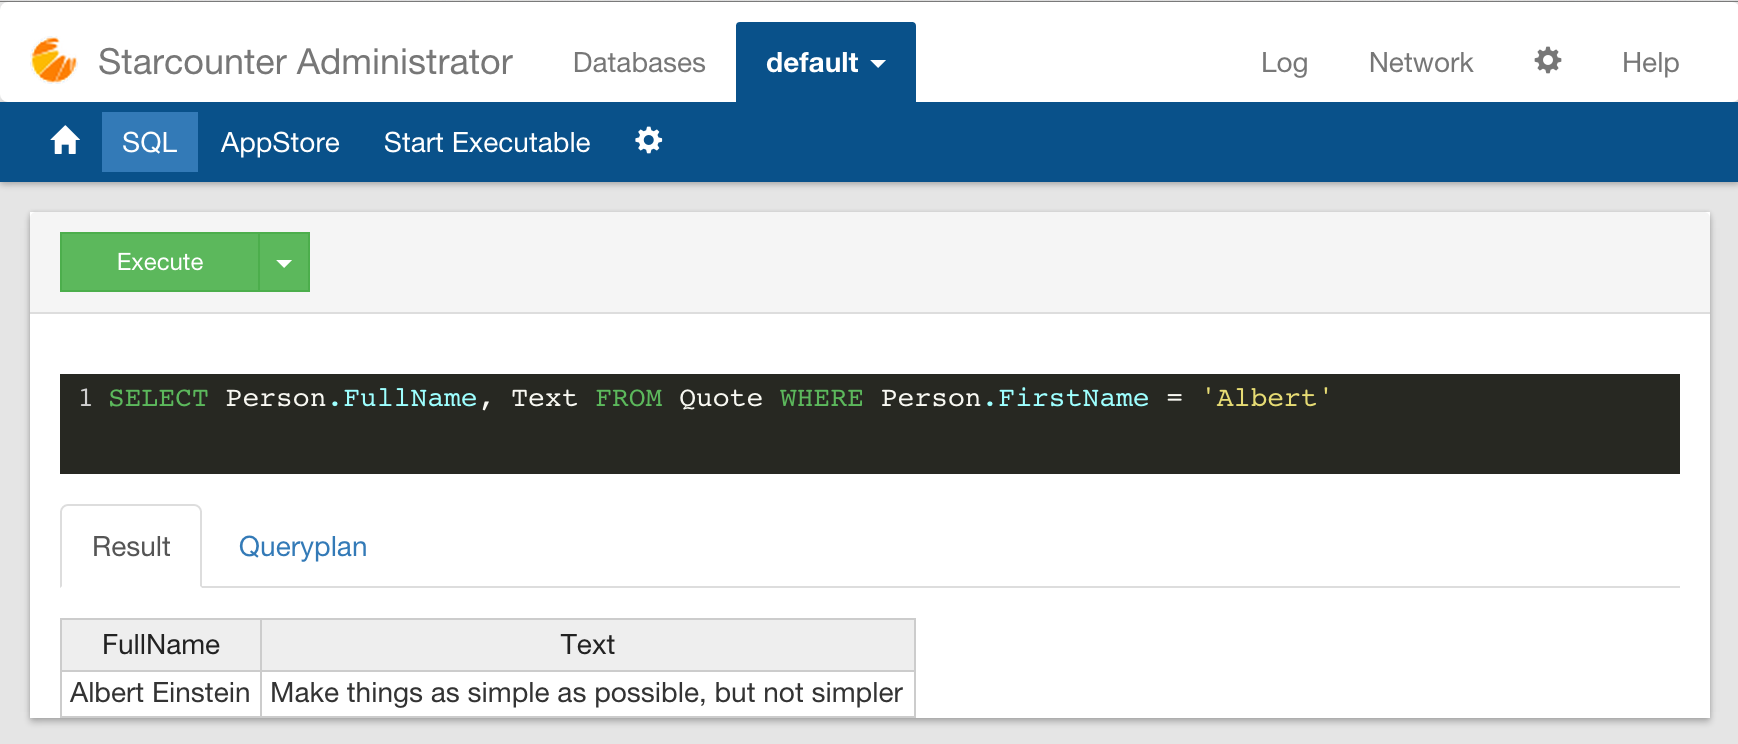 Starcounter Administrator Databases default Log Network Help
SQL AppStore Start Executable
Execute
1 SELECT Person.FullName, Text FROM Quote WHERE Person.FirstName = 'Albert'
Result Queryplan
FullName Text
Albert Einstein Make things as simple as possible, but not simpler